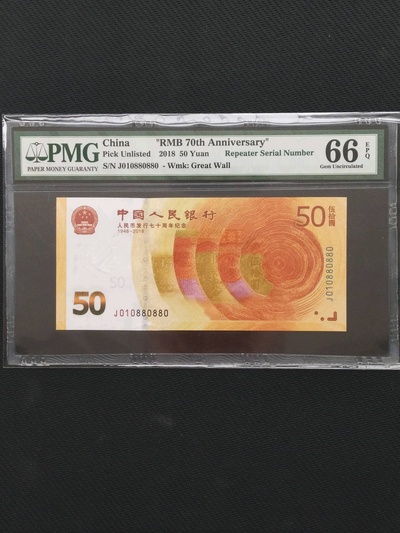 PMG
PAPER MONEY GUARANTY
China "RMB 70th Anniversary"
Pick Unlisted 2018 50 Yuan Repeater Serial Number
S/N J010880880 - Wmk: Great Wall
66 EPQ
Gem Uncirculated
中国人民银行
人民币发行七十周年纪念
1948-2018
50 伍拾圆
50
J010880880
50
J010880880